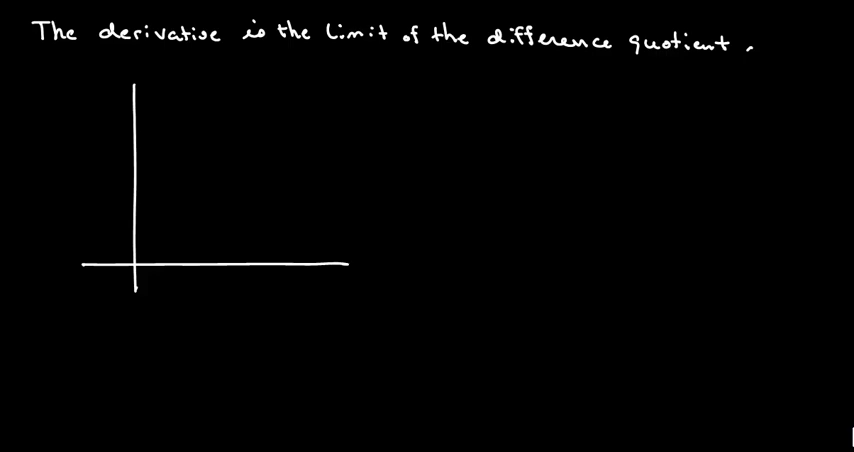 The derivative is the limit of the difference quotient.